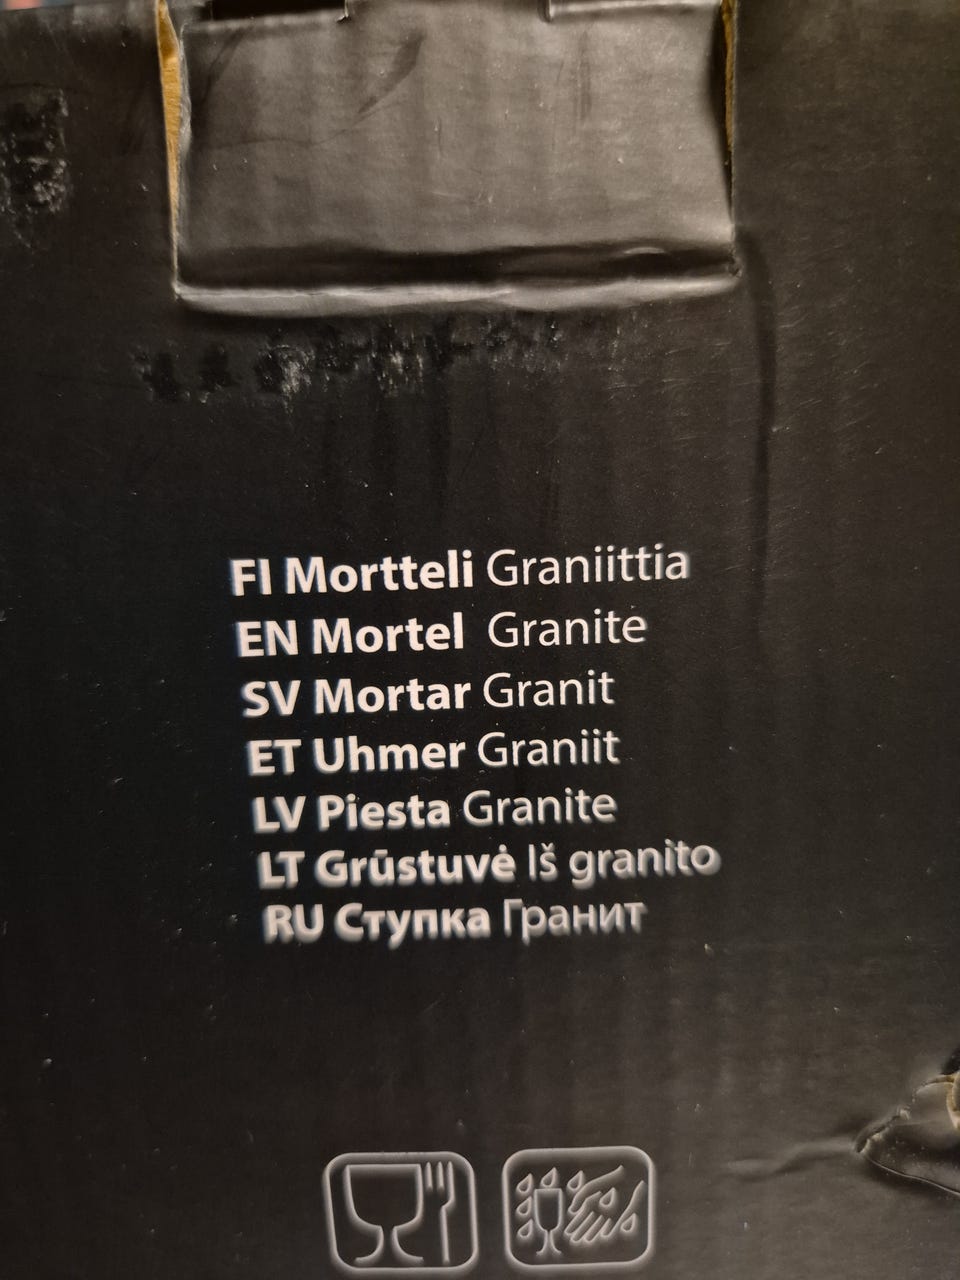 FI Mortteli Graniittia
EN Mortel Granite
SV Mortar Granit
ET Uhmer Graniit
LV Piesta Granite
LT Grūstuvė Iš granito
RU Ступка Гранит